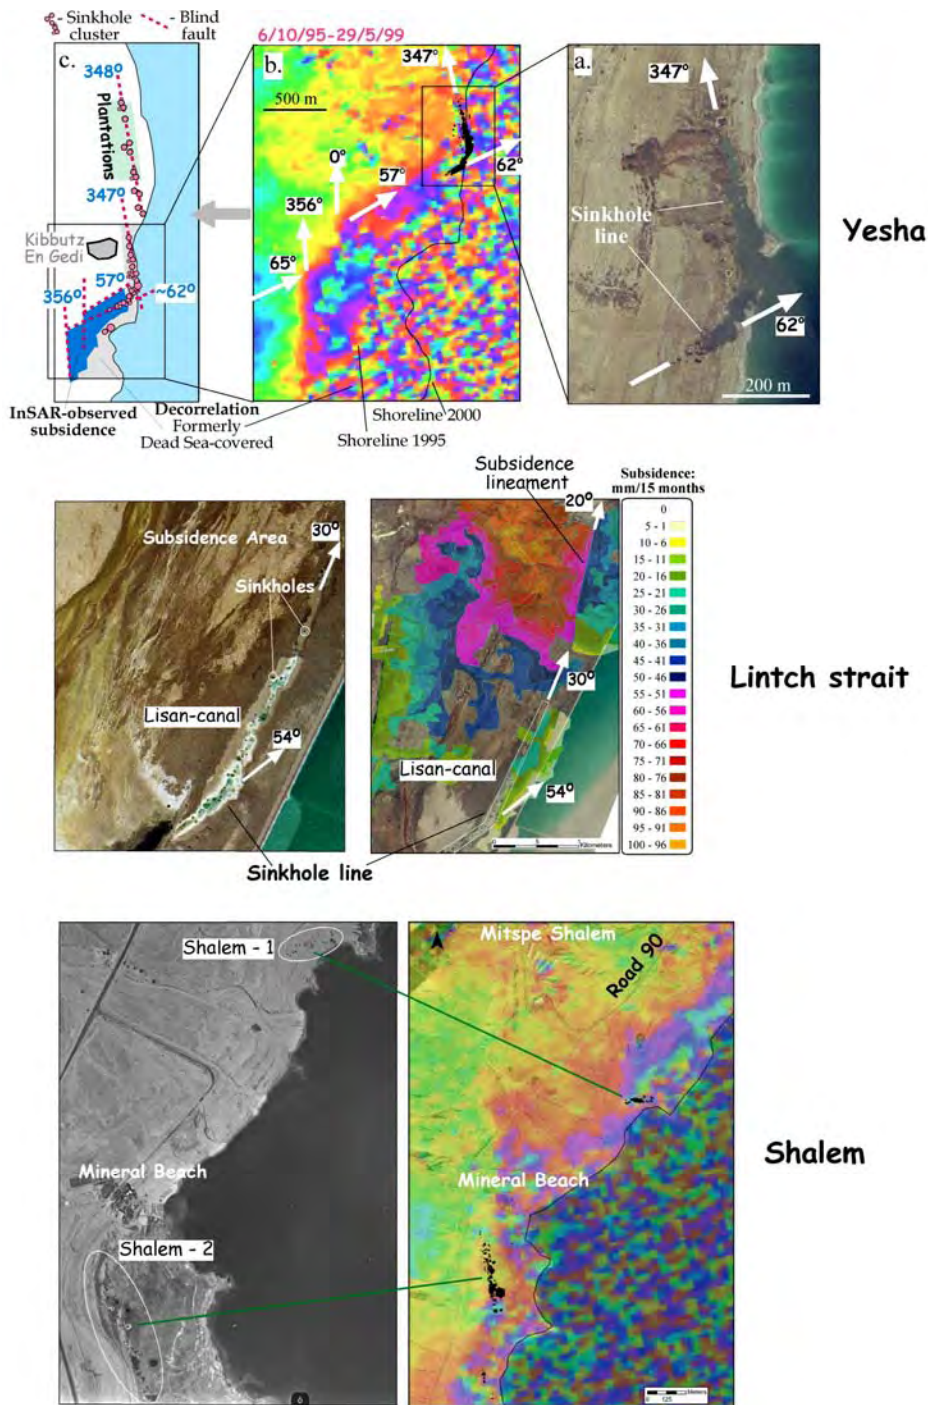 - Sinkhole cluster
- Blind fault
c.
348°
Plantations
347°
Kibbutz
En Gedi
57°
356°
~62°
InSAR-observed
subsidence
6/10/95-29/5/99
b.
500 m
347°
0°
57°
62°
356°
65°
Decorrelation
Formerly
Dead Sea-covered
Shoreline 2000
Shoreline 1995
a.
347°
Sinkhole
line
62°
200 m
Yesha
Subsidence Area
30°
Sinkholes
Lisan-canal
54°
Sinkhole line
Subsidence
lineament
20°
30°
Lisan-canal
54°
Kilometers
Subsidence:
mm/15 months
0
5 - 1
10 - 6
15 - 11
20 - 16
25 - 21
30 - 26
35 - 31
40 - 36
45 - 41
50 - 46
55 - 51
60 - 56
65 - 61
70 - 66
75 - 71
80 - 76
85 - 81
90 - 86
95 - 91
100 - 96
Lintch strait
Shalem - 1
Mineral Beach
Shalem - 2
6
Mitspe Shalem
Road 90
Mineral Beach
Meters
0 125
Shalem